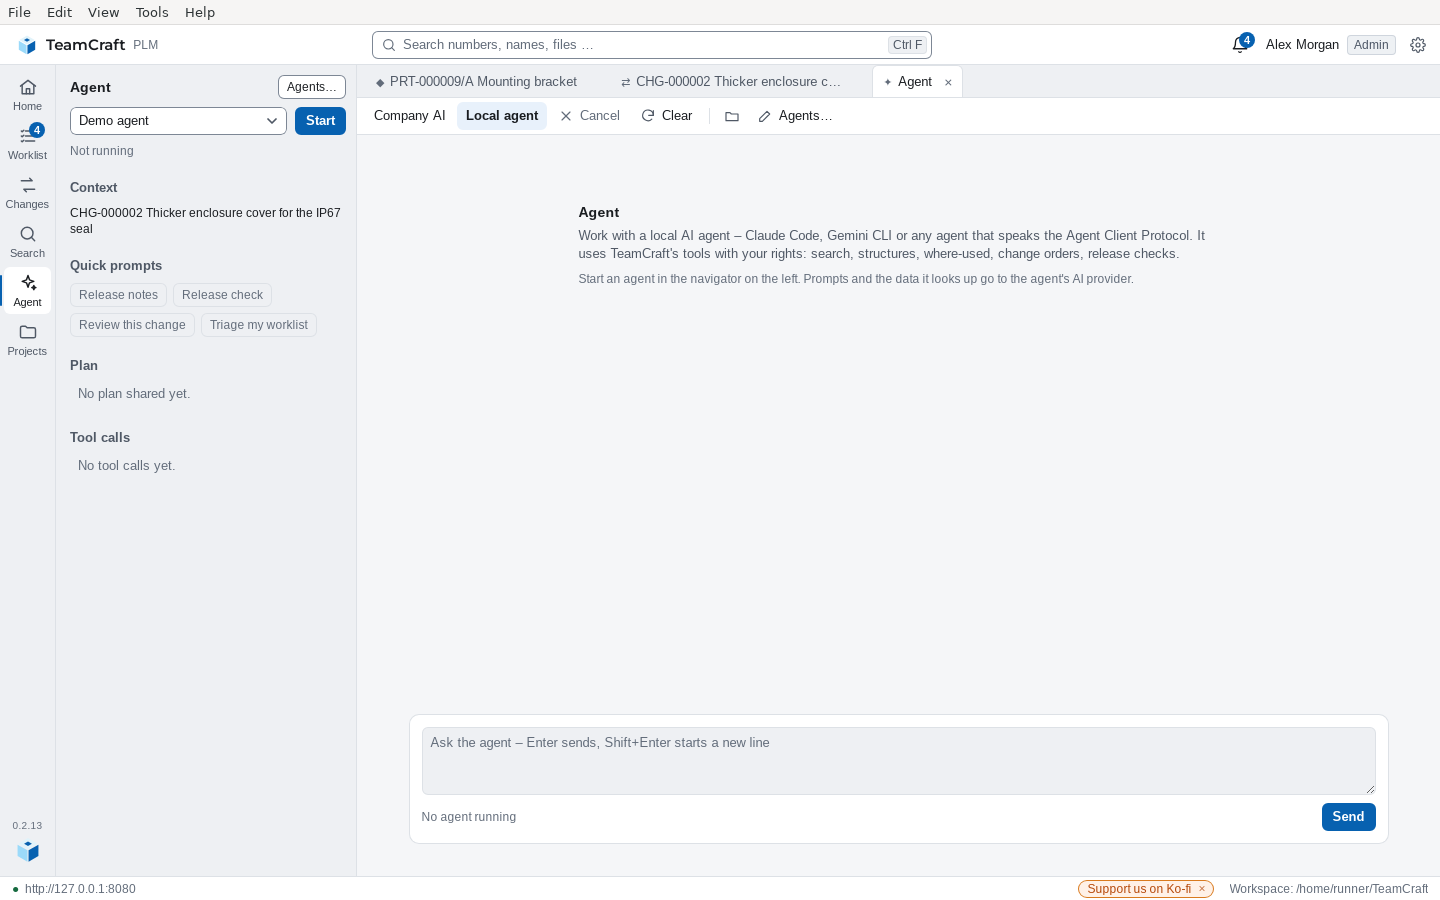 File Edit View Tools Help
TeamCraft PLM
Search numbers, names, files …
Ctrl F
4
Alex Morgan
Admin
Home
4
Worklist
Changes
Search
Agent
Projects
0.2.13
Agent
Agents…
Demo agent
Start
Not running
Context
CHG-000002 Thicker enclosure cover for the IP67
seal
Quick prompts
Release notes
Release check
Review this change
Triage my worklist
Plan
No plan shared yet.
Tool calls
No tool calls yet.
PRT-000009/A Mounting bracket
CHG-000002 Thicker enclosure c…
Agent ×
Company AI
Local agent
Cancel
Clear
Agents…
Agent
Work with a local AI agent – Claude Code, Gemini CLI or any agent that speaks the Agent Client Protocol. It
uses TeamCraft's tools with your rights: search, structures, where-used, change orders, release checks.
Start an agent in the navigator on the left. Prompts and the data it looks up go to the agent's AI provider.
Ask the agent – Enter sends, Shift+Enter starts a new line
No agent running
Send
http://127.0.0.1:8080
Support us on Ko-fi ×
Workspace: /home/runner/TeamCraft